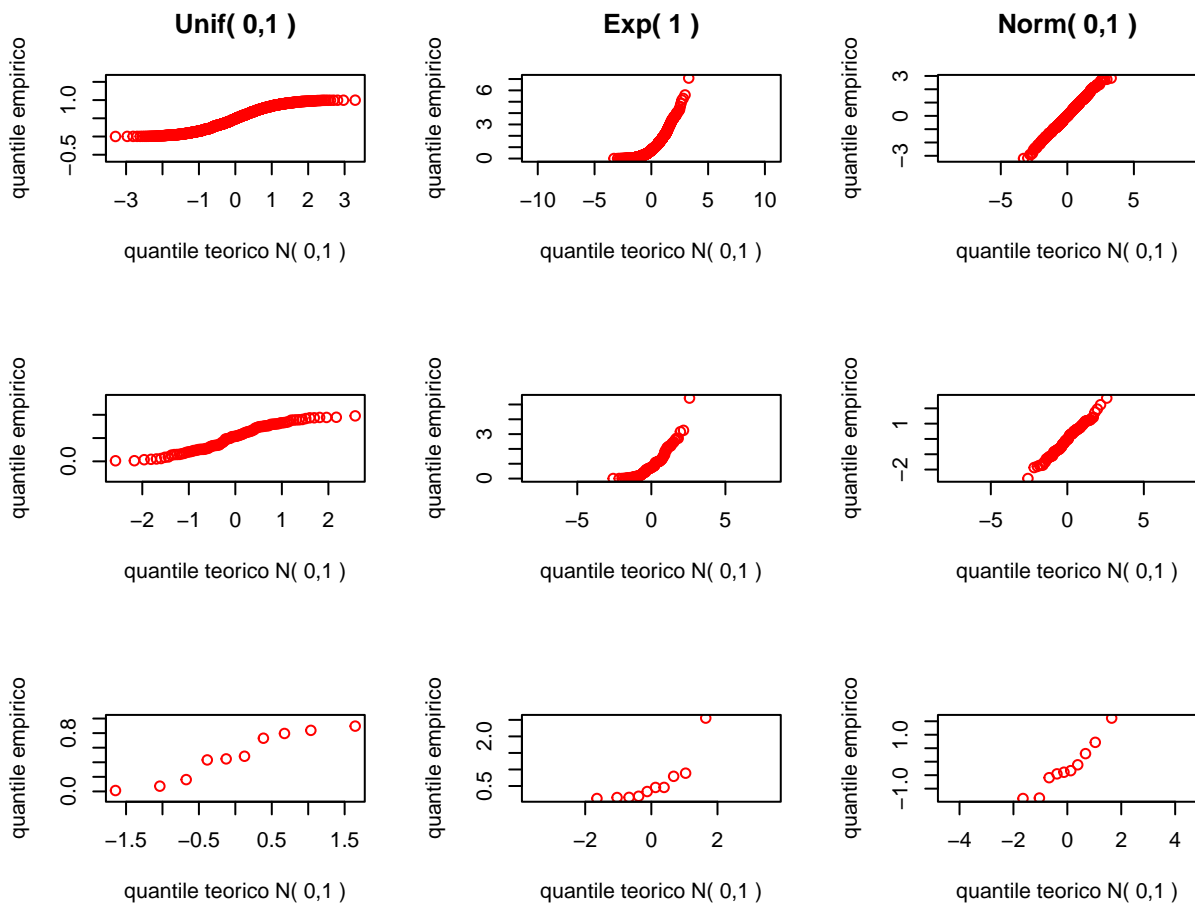 Unif( 0,1 )
Exp( 1 )
Norm( 0,1 )
quantile empirico
−0.5
1.0
−3
−1
0
1
2
3
quantile teorico N( 0,1 )
quantile empirico
0
3
6
−10
−5
0
5
10
quantile teorico N( 0,1 )
quantile empirico
−3
0
3
−5
0
5
quantile teorico N( 0,1 )
quantile empirico
0.0
−2
−1
0
1
2
quantile teorico N( 0,1 )
quantile empirico
0
3
−5
0
5
quantile teorico N( 0,1 )
quantile empirico
−2
1
−5
0
5
quantile teorico N( 0,1 )
quantile empirico
0.0
0.8
−1.5
−0.5
0.5
1.5
quantile teorico N( 0,1 )
quantile empirico
0.5
2.0
−2
0
2
quantile teorico N( 0,1 )
quantile empirico
−1.0
1.0
−4
−2
0
2
4
quantile teorico N( 0,1 )